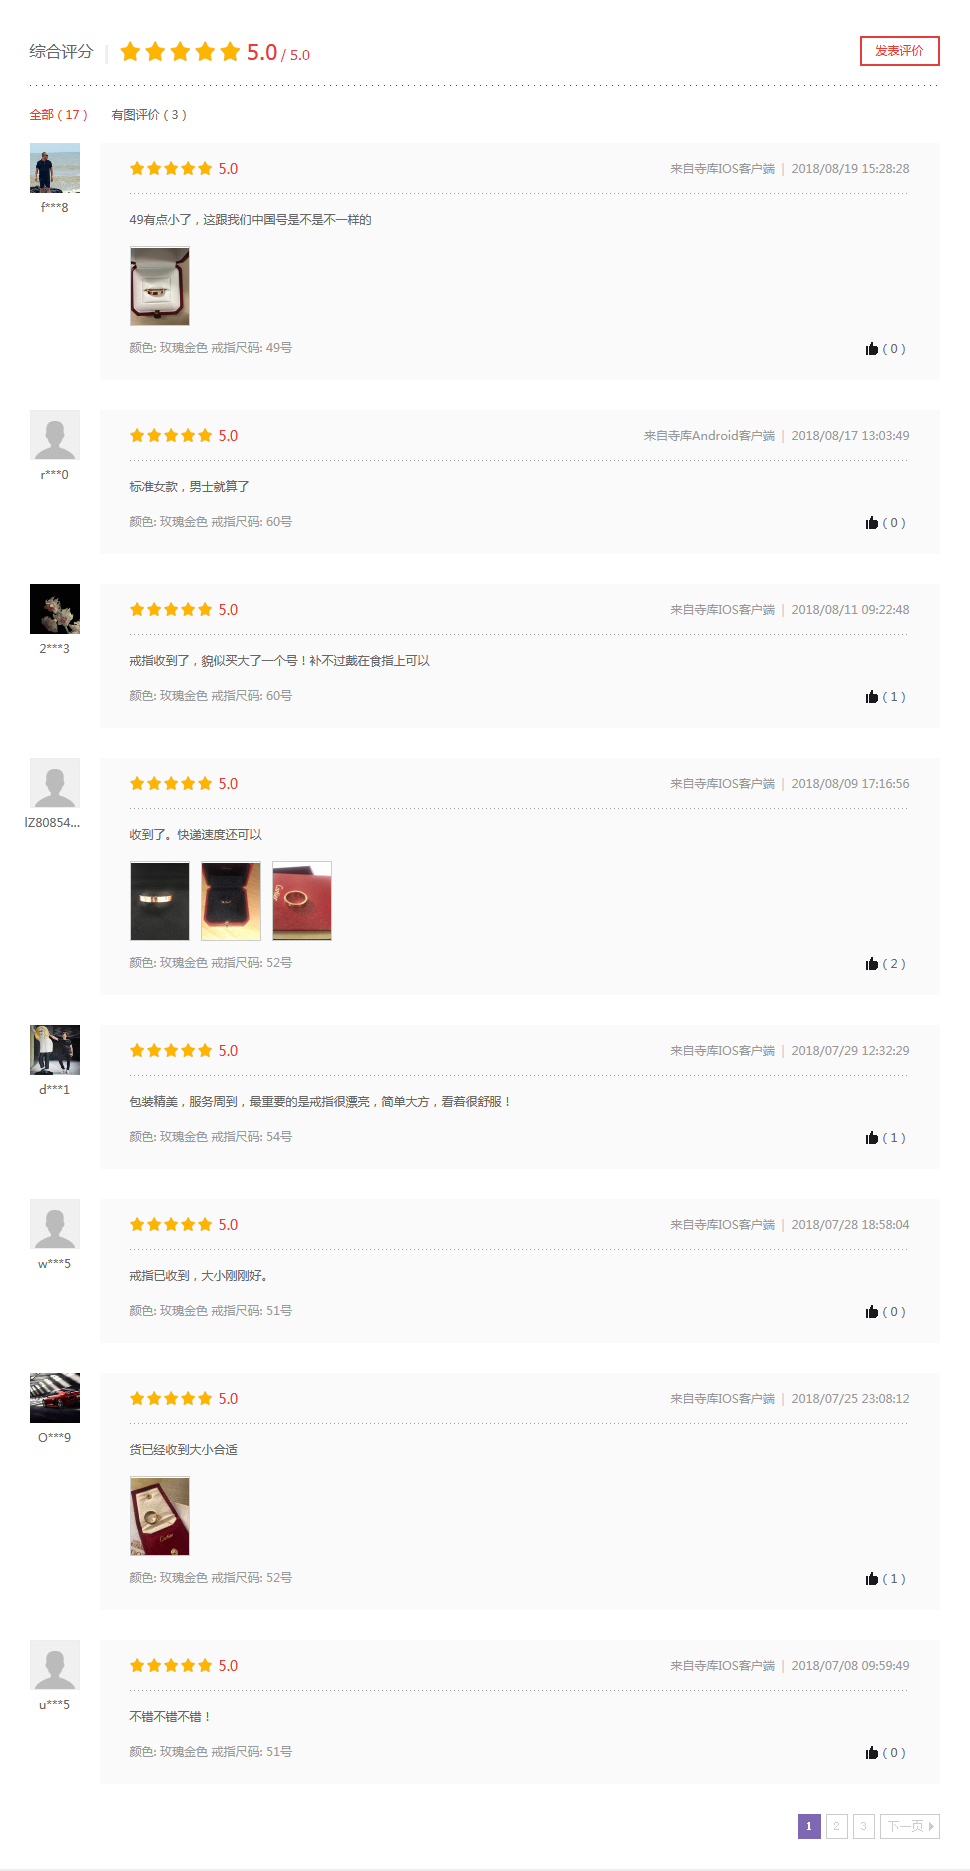 综合评分 | 5.0 / 5.0 发表评价
全部 ( 17 ) 有图评价 ( 3 )
5.0 来自寺库IOS客户端 | 2018/08/19 15:28:28
f***8
49有点小了，这跟我们中国号是不是不一样的
颜色: 玫瑰金色 戒指尺码: 49号 ( 0 )
5.0 来自寺库Android客户端 | 2018/08/17 13:03:49
r***0
标准女款，男士就算了
颜色: 玫瑰金色 戒指尺码: 60号 ( 0 )
5.0 来自寺库IOS客户端 | 2018/08/11 09:22:48
2***3
戒指收到了，貌似买大了一个号！补不过戴在食指上可以
颜色: 玫瑰金色 戒指尺码: 60号 ( 1 )
5.0 来自寺库IOS客户端 | 2018/08/09 17:16:56
lZ80854...
收到了。快递速度还可以
Cartier
颜色: 玫瑰金色 戒指尺码: 52号 ( 2 )
5.0 来自寺库IOS客户端 | 2018/07/29 12:32:29
d***1
包装精美，服务周到，最重要的是戒指很漂亮，简单大方，看着很舒服！
颜色: 玫瑰金色 戒指尺码: 54号 ( 1 )
5.0 来自寺库IOS客户端 | 2018/07/28 18:58:04
w***5
戒指已收到，大小刚刚好。
颜色: 玫瑰金色 戒指尺码: 51号 ( 0 )
5.0 来自寺库IOS客户端 | 2018/07/25 23:08:12
O***9
货已经收到大小合适
Cartier
颜色: 玫瑰金色 戒指尺码: 52号 ( 1 )
5.0 来自寺库IOS客户端 | 2018/07/08 09:59:49
u***5
不错不错不错！
颜色: 玫瑰金色 戒指尺码: 51号 ( 0 )
1 2 3 下一页